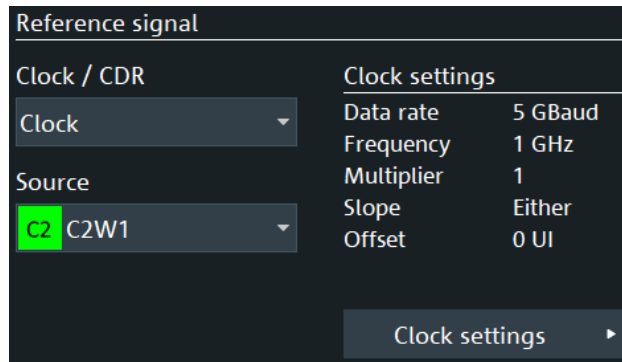 Reference signal
Clock / CDR
Clock
Source
C2 C2W1
Clock settings
Data rate 5 GBaud
Frequency 1 GHz
Multiplier 1
Slope Either
Offset 0 UI
Clock settings